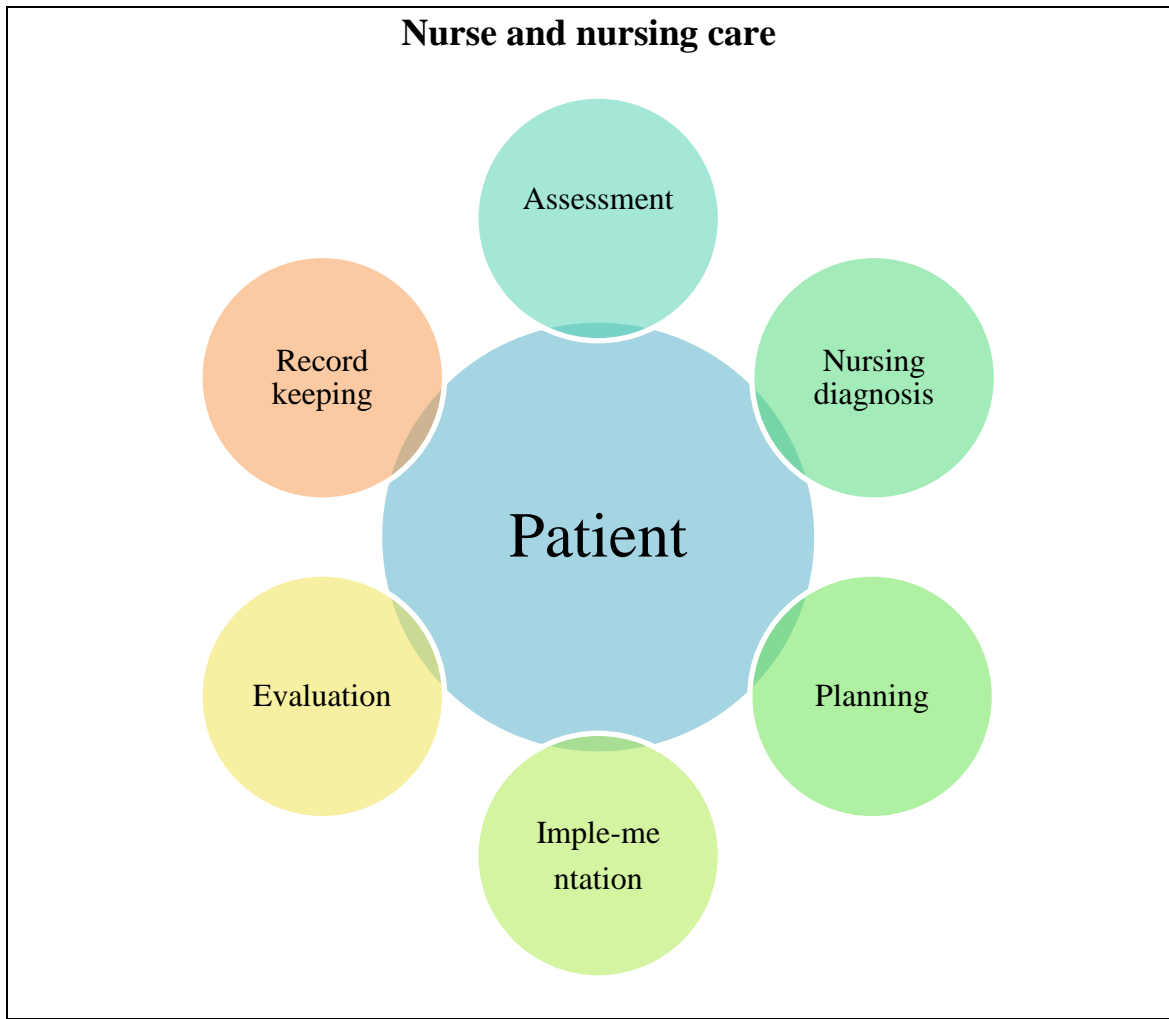 Nurse and nursing care
Assessment
Nursing
diagnosis
Planning
Imple-me
ntation
Evaluation
Record
keeping
Patient